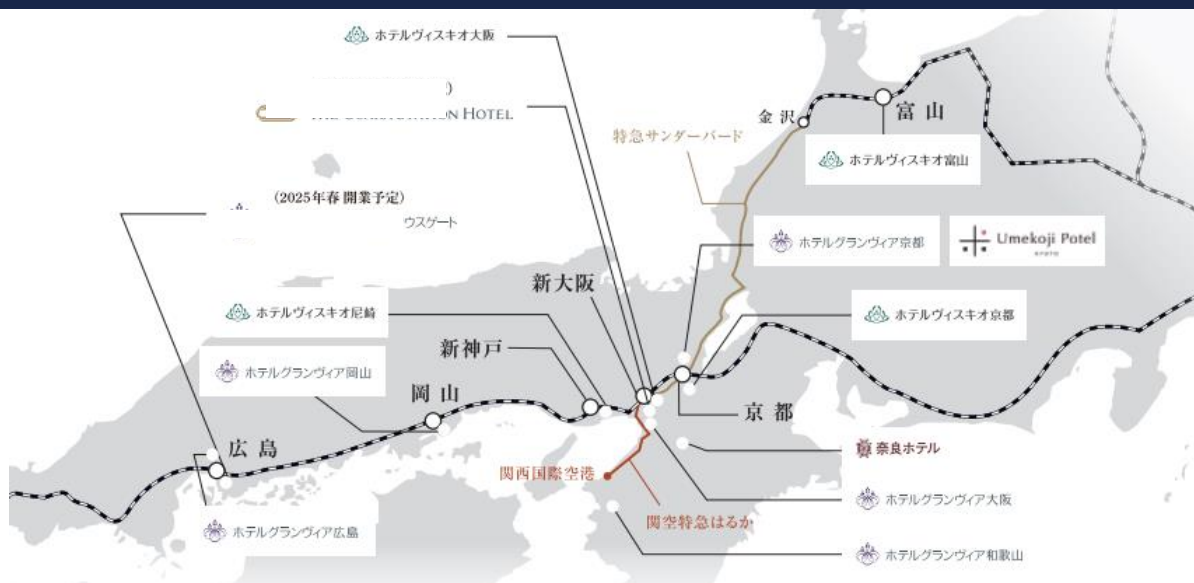 ホテルヴィスキオ大阪
HOTEL
(2025年春 開業予定)
ウスゲート
特急サンダーバード
金沢
富山
ホテルヴィスキオ富山
ホテルグランヴィア京都
Umekoji Potel
KYOTO
新大阪
ホテルヴィスキオ尼崎
ホテルヴィスキオ京都
新神戸
ホテルグランヴィア岡山
岡山
京都
広島
奈良ホテル
関西国際空港
ホテルグランヴィア大阪
関空特急はるか
ホテルグランヴィア広島
ホテルグランヴィア和歌山